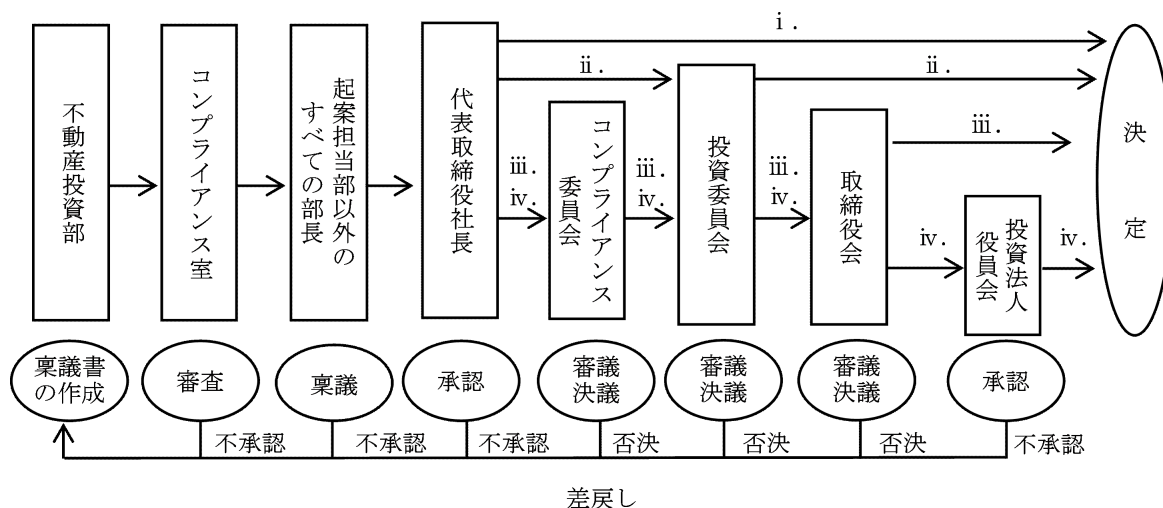 不動産投資部
コンプライアンス室
起案担当部以外の
すべての部長
代表取締役社長
コンプライアンス
委員会
投資委員会
取締役会
投資法人
役員会
決定
ⅰ.
ⅱ.
ⅱ.
ⅲ.
ⅳ.
ⅲ.
ⅳ.
ⅲ.
ⅳ.
ⅲ.
ⅳ.
ⅳ.
稟議書
の作成
審査
稟議
承認
審議
決議
審議
決議
審議
決議
承認
不承認
不承認
不承認
否決
否決
否決
不承認
差戻し